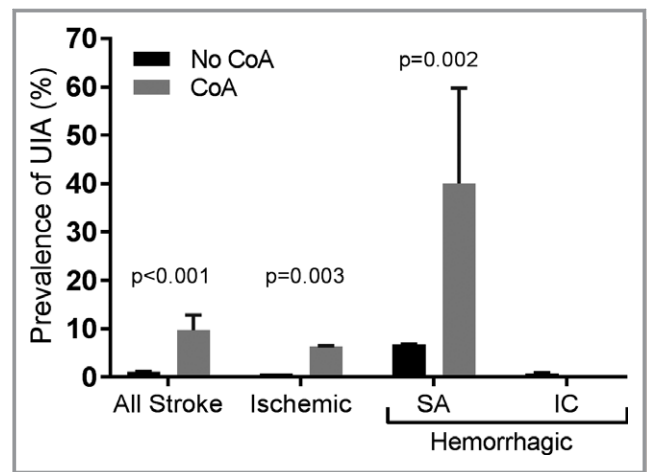 Prevalence of UIA (%)
70
60
50
40
30
20
10
0
No CoA
CoA
p<0.001
p=0.003
p=0.002
All Stroke
Ischemic
SA
IC
Hemorrhagic